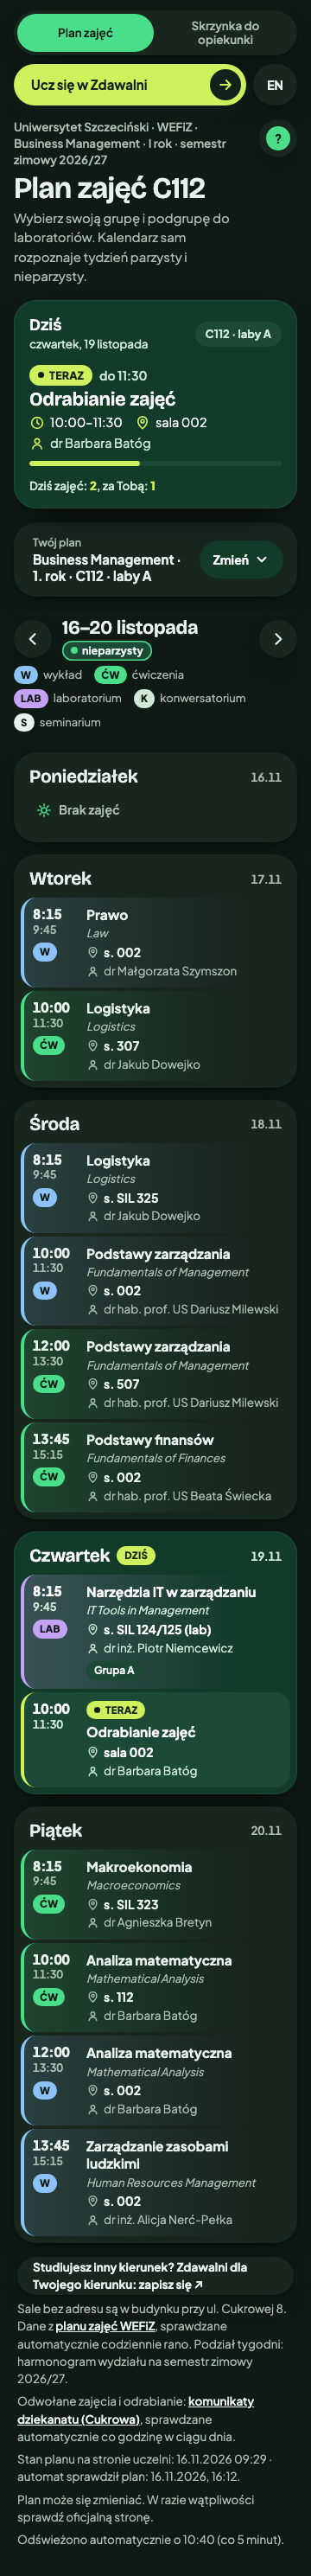 Plan zajęć
Skrzynka do
opiekunki
Ucz się w Zdawalni
EN
Uniwersytet Szczeciński · WEFiZ ·
Business Management · I rok · semestr
zimowy 2026/27
?
Plan zajęć C112
Wybierz swoją grupę i podgrupę do
laboratoriów. Kalendarz sam
rozpoznaje tydzień parzysty i
nieparzysty.
Dziś
czwartek, 19 listopada
C112 · laby A
TERAZ do 11:30
Odrabianie zajęć
10:00–11:30 sala 002
dr Barbara Batóg
Dziś zajęć: 2, za Tobą: 1
Twój plan
Business Management ·
1. rok · C112 · laby A
Zmień
16–20 listopada
nieparzysty
W wykład ĆW ćwiczenia
LAB laboratorium K konwersatorium
S seminarium
Poniedziałek 16.11
Brak zajęć
Wtorek 17.11
8:15 Prawo
9:45 Law
W s. 002
dr Małgorzata Szymszon
10:00 Logistyka
11:30 Logistics
ĆW s. 307
dr Jakub Dowejko
Środa 18.11
8:15 Logistyka
9:45 Logistics
W s. SIL 325
dr Jakub Dowejko
10:00 Podstawy zarządzania
11:30 Fundamentals of Management
W s. 002
dr hab. prof. US Dariusz Milewski
12:00 Podstawy zarządzania
13:30 Fundamentals of Management
ĆW s. 507
dr hab. prof. US Dariusz Milewski
13:45 Podstawy finansów
15:15 Fundamentals of Finances
ĆW s. 002
dr hab. prof. US Beata Świecka
Czwartek DZIŚ 19.11
8:15 Narzędzia IT w zarządzaniu
9:45 IT Tools in Management
LAB s. SIL 124/125 (lab)
dr inż. Piotr Niemcewicz
Grupa A
10:00 TERAZ
11:30 Odrabianie zajęć
sala 002
dr Barbara Batóg
Piątek 20.11
8:15 Makroekonomia
9:45 Macroeconomics
ĆW s. SIL 323
dr Agnieszka Bretyn
10:00 Analiza matematyczna
11:30 Mathematical Analysis
ĆW s. 112
dr Barbara Batóg
12:00 Analiza matematyczna
13:30 Mathematical Analysis
W s. 002
dr Barbara Batóg
13:45 Zarządzanie zasobami
ludzkimi
15:15 Human Resources Management
W s. 002
dr inż. Alicja Nerć-Pełka
Studiujesz inny kierunek? Zdawalni dla
Twojego kierunku: zapisz się ↗
Sale bez adresu są w budynku przy ul. Cukrowej 8.
Dane z planu zajęć WEFiZ, sprawdzane
automatycznie codziennie rano. Podział tygodni:
harmonogram wydziału na semestr zimowy
2026/27.
Odwołane zajęcia i odrabianie: komunikaty
dziekanatu (Cukrowa), sprawdzane
automatycznie co godzinę w ciągu dnia.
Stan planu na stronie uczelni: 16.11.2026 09:29 ·
automat sprawdził plan: 16.11.2026, 16:12.
Plan może się zmieniać. W razie wątpliwości
sprawdź oficjalną stronę.
Odświeżono automatycznie o 10:40 (co 5 minut).